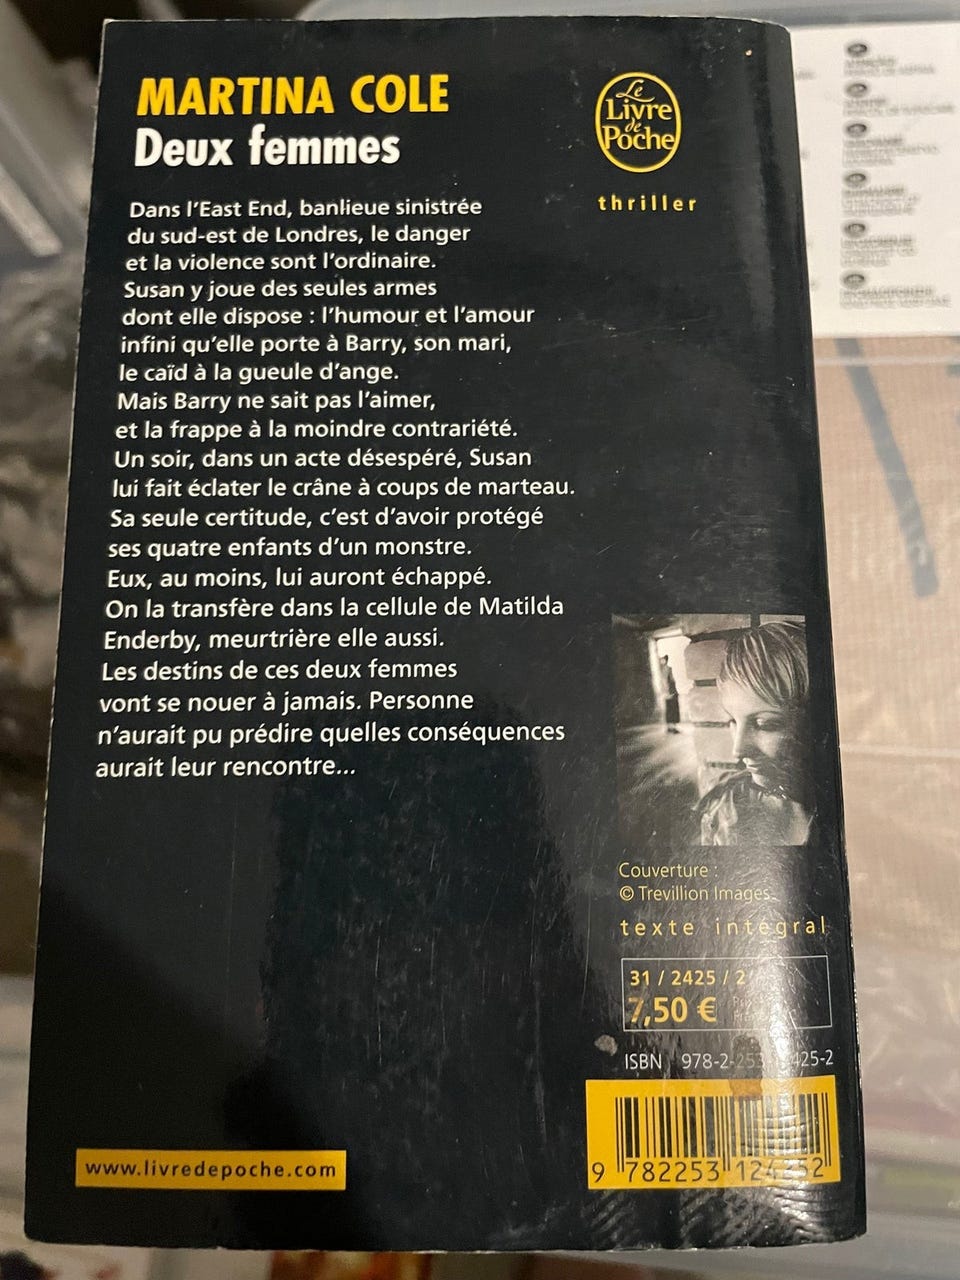 MARTINA COLE
Deux femmes
Le
Livre
de
Poche
thriller
Dans l'East End, banlieue sinistrée
du sud-est de Londres, le danger
et la violence sont l'ordinaire.
Susan y joue des seules armes
dont elle dispose : l'humour et l'amour
infini qu'elle porte à Barry, son mari,
le caïd à la gueule d'ange.
Mais Barry ne sait pas l'aimer,
et la frappe à la moindre contrariété.
Un soir, dans un acte désespéré, Susan
lui fait éclater le crâne à coups de marteau.
Sa seule certitude, c'est d'avoir protégé
ses quatre enfants d'un monstre.
Eux, au moins, lui auront échappé.
On la transfère dans la cellule de Matilda
Enderby, meurtrière elle aussi.
Les destins de ces deux femmes
vont se nouer à jamais. Personne
n'aurait pu prédire quelles conséquences
aurait leur rencontre...
Couverture :
© Trevillion Images.
texte intégral
31 / 2425 / 2
7,50 €
ISBN
www.livredepoche.com
9 782253